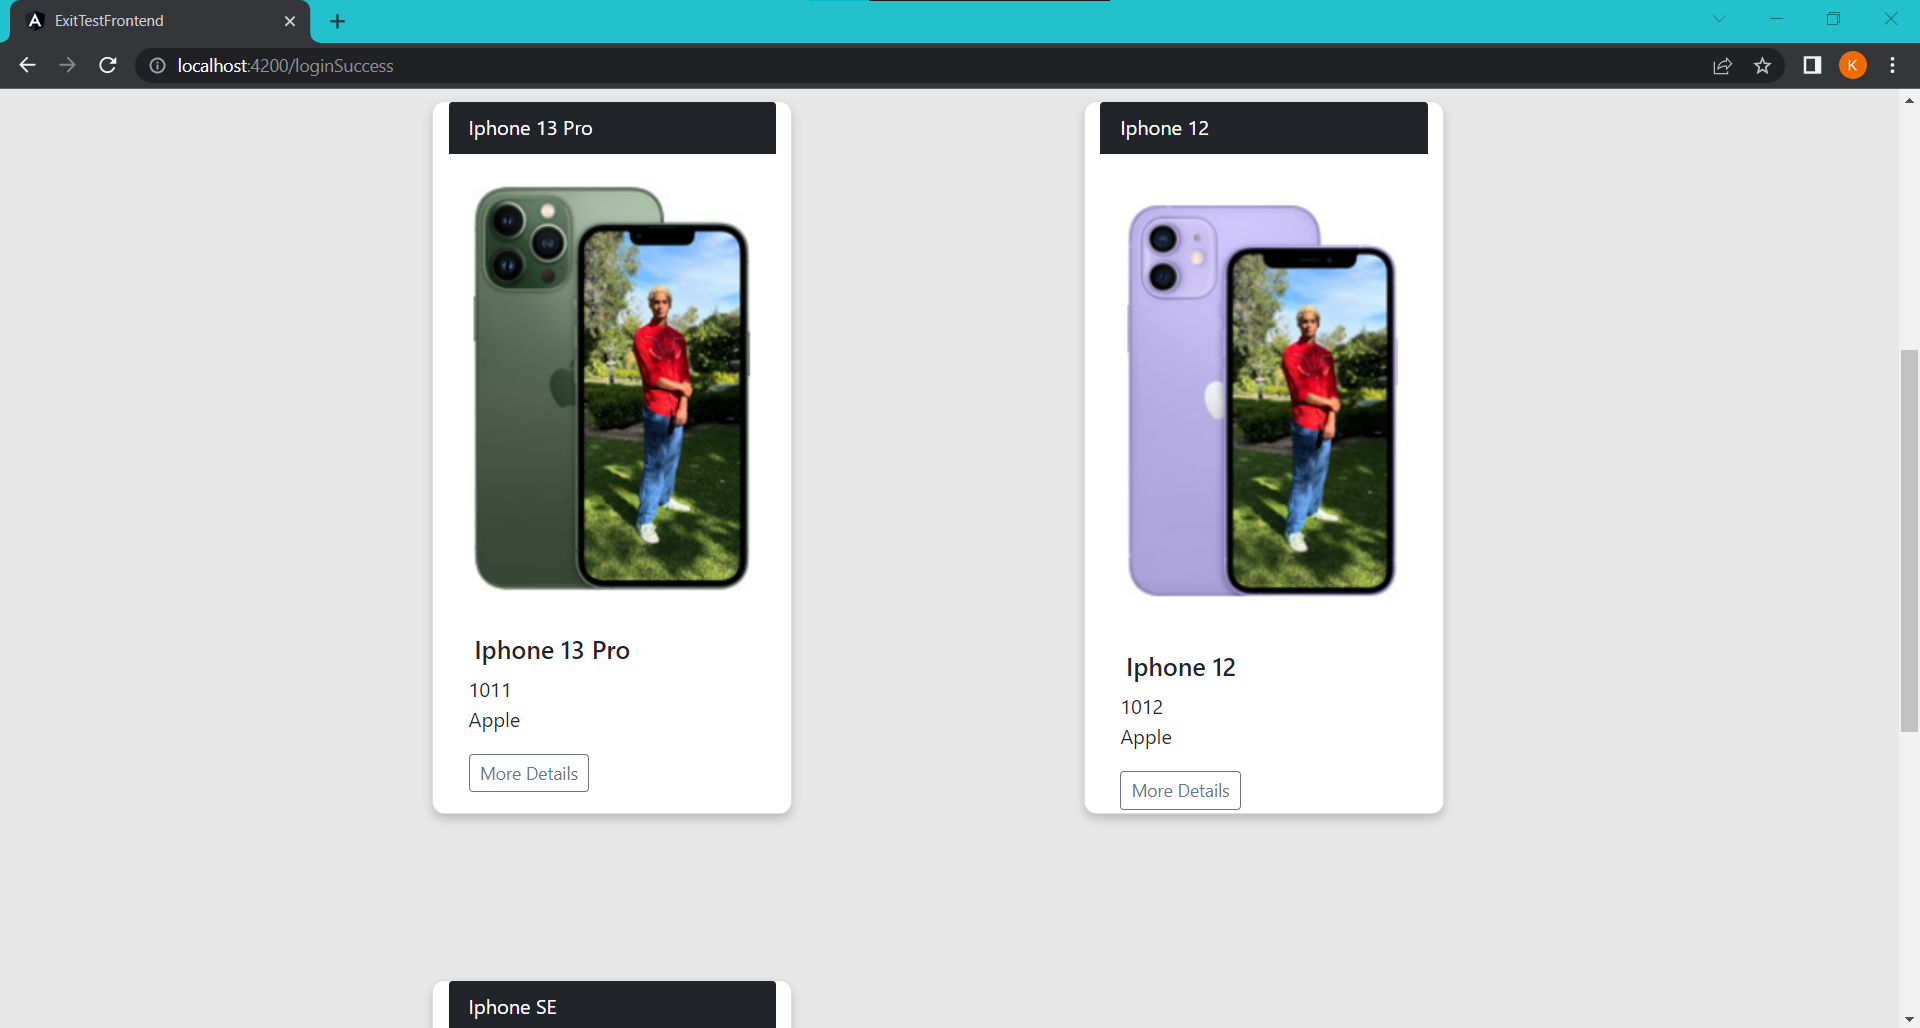 ExitTestFrontend
localhost:4200/loginSuccess
K
Iphone 13 Pro
Iphone 13 Pro
1011
Apple
More Details
Iphone 12
Iphone 12
1012
Apple
More Details
Iphone SE